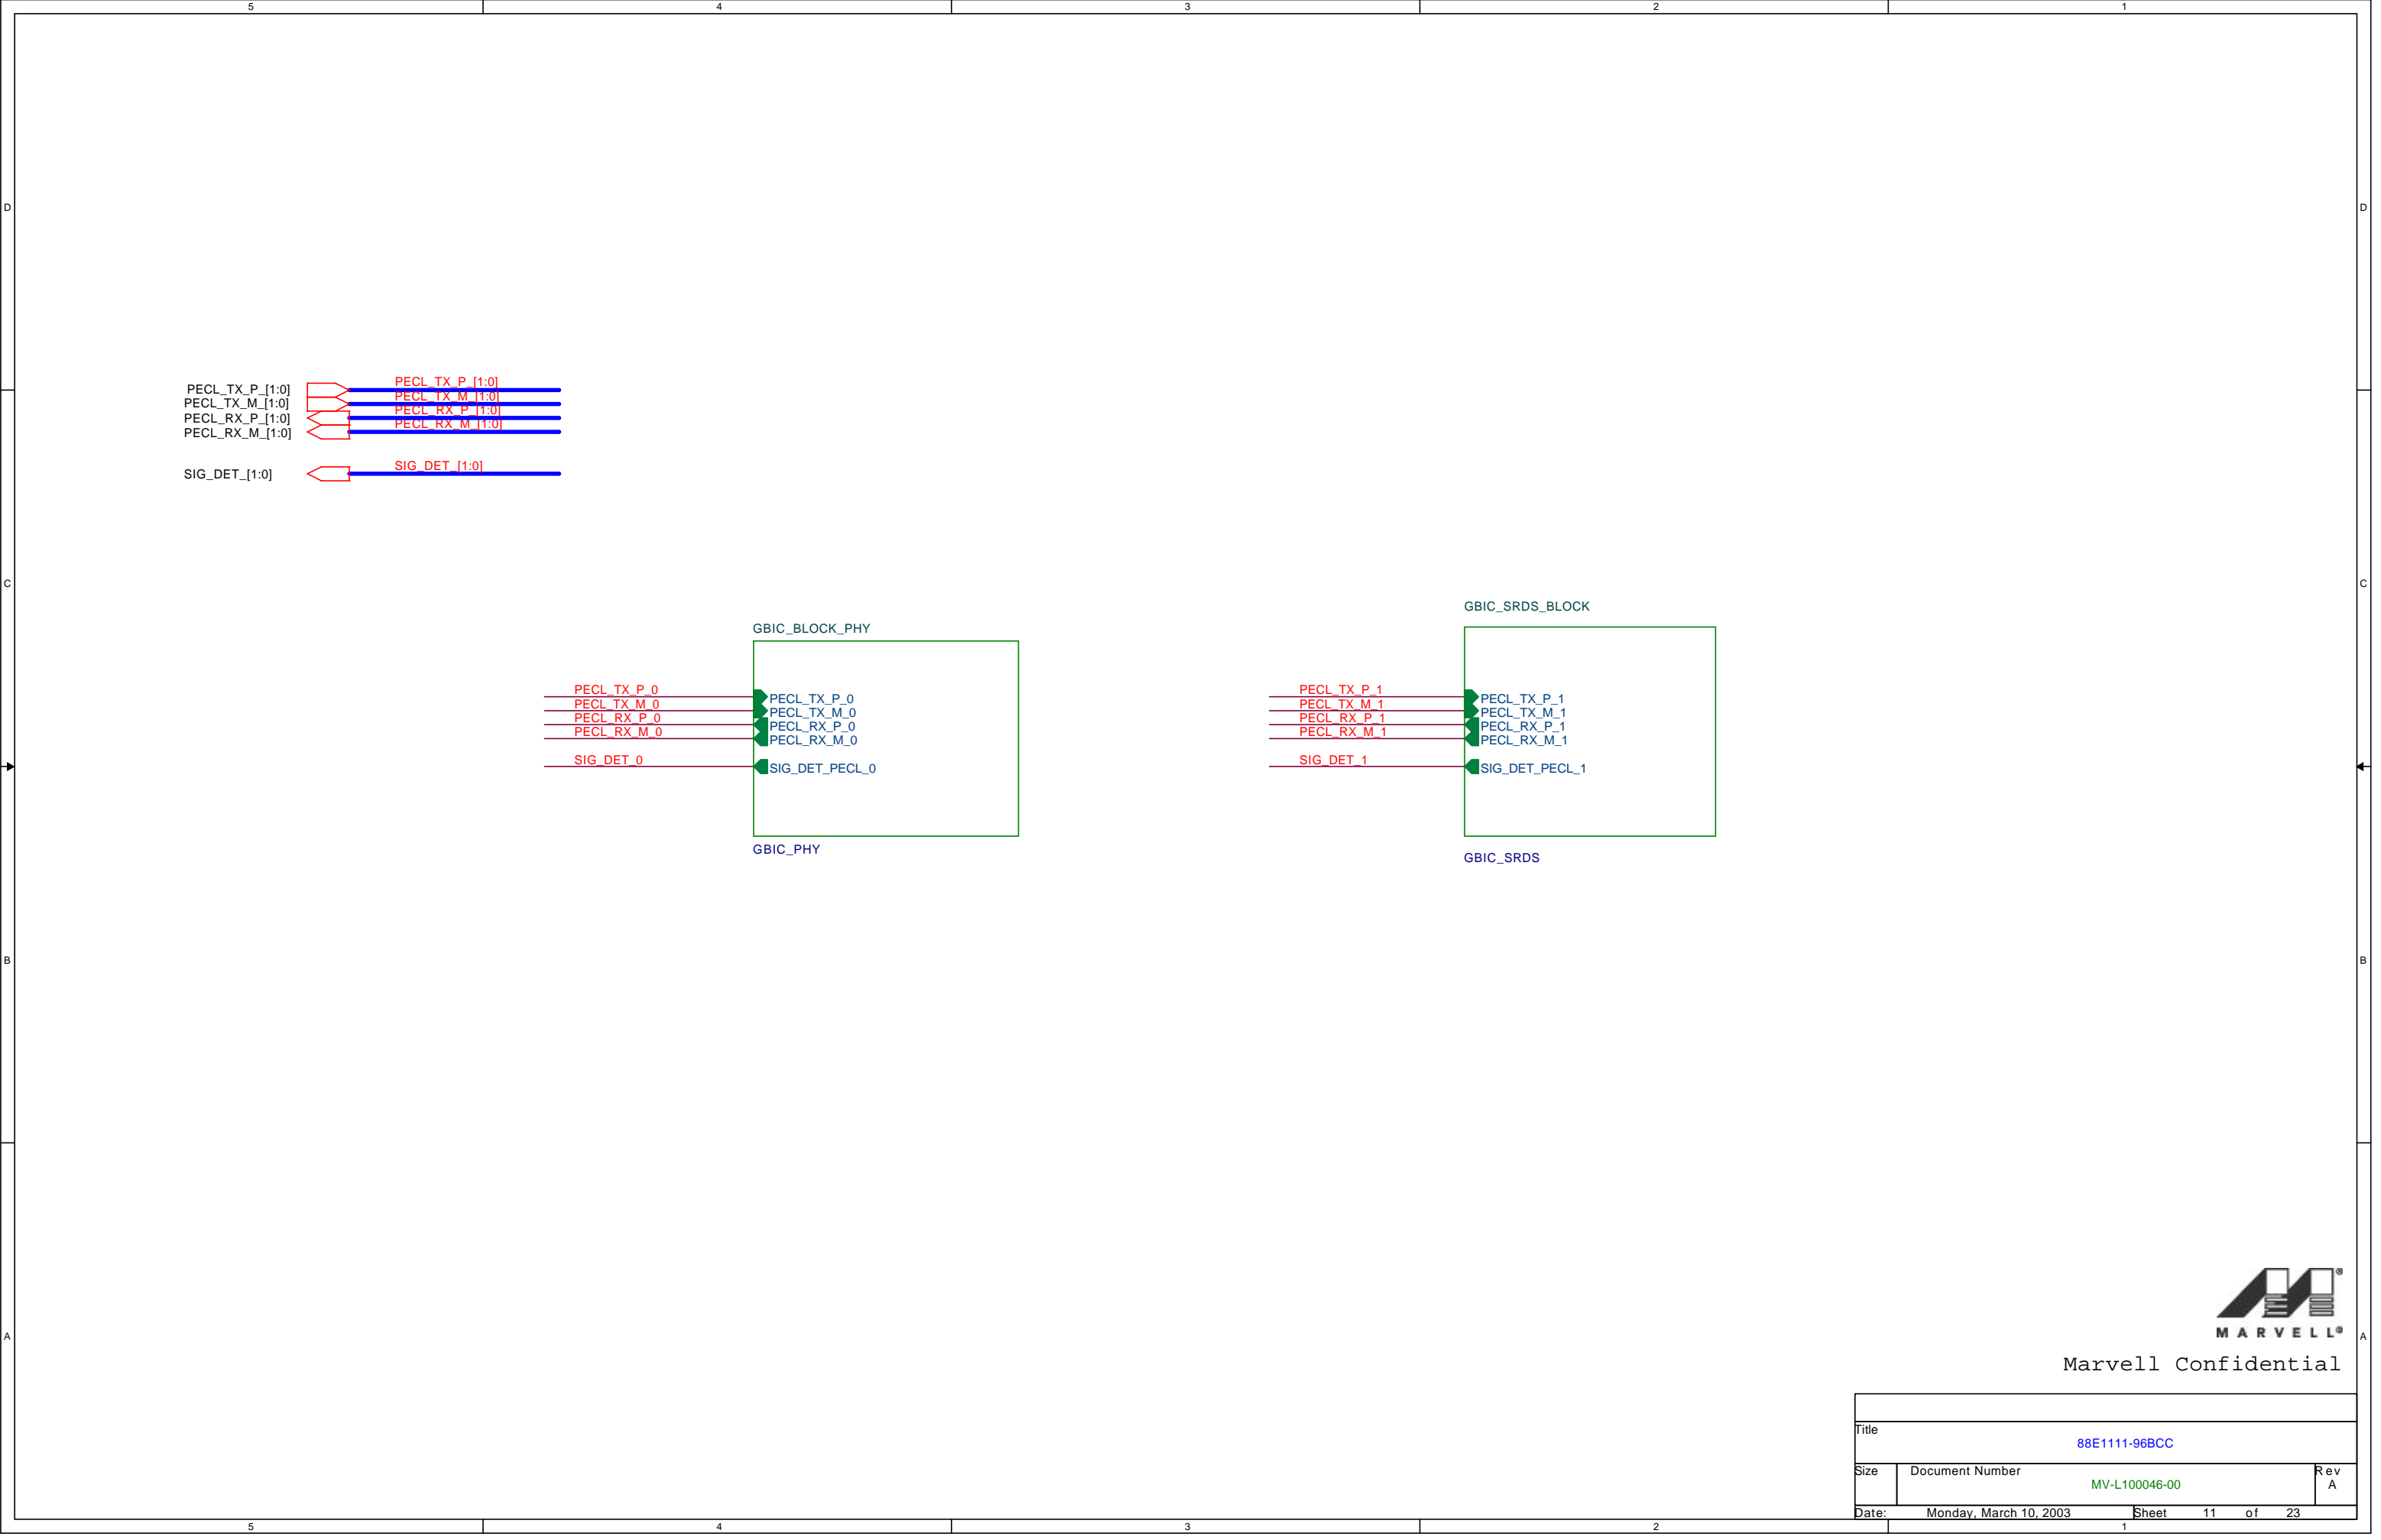 5 4 3 2 1
D D
PECL_TX_P_[1:0] PECL_TX_P_[1:0]
PECL_TX_M_[1:0] PECL_TX_M_[1:0]
PECL_RX_P_[1:0] PECL_RX_P_[1:0]
PECL_RX_M_[1:0] PECL_RX_M_[1:0]
SIG_DET_[1:0] SIG_DET_[1:0]
C C
GBIC_SRDS_BLOCK
GBIC_BLOCK_PHY
PECL_TX_P_0 PECL_TX_P_0 PECL_TX_P_1 PECL_TX_P_1
PECL_TX_M_0 PECL_TX_M_0 PECL_TX_M_1 PECL_TX_M_1
PECL_RX_P_0 PECL_RX_P_0 PECL_RX_P_1 PECL_RX_P_1
PECL_RX_M_0 PECL_RX_M_0 PECL_RX_M_1 PECL_RX_M_1
SIG_DET_0 SIG_DET_PECL_0 SIG_DET_1 SIG_DET_PECL_1
GBIC_PHY
GBIC_SRDS
B B
A A
MARVELL®
Marvell Confidential
Title
88E1111-96BCC
Size Document Number Rev
MV-L100046-00 A
Date: Monday, March 10, 2003 Sheet 11 of 23
5 4 3 2 1